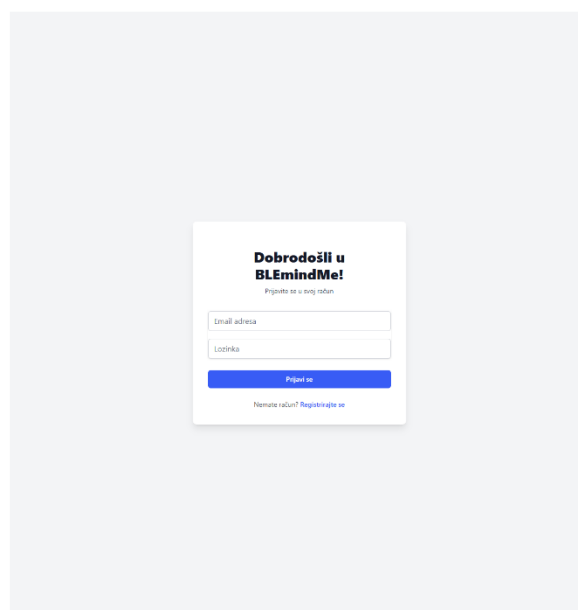 Dobrodošli u
BLEmindMe!
Prijavite se u svoj račun
Email adresa
Lozinka
Prijavi se
Nemate račun? Registrirajte se